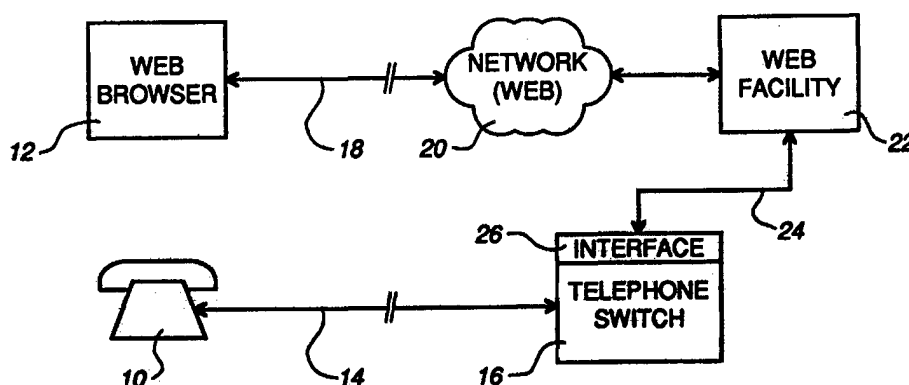 WEB
BROWSER
12
18
NETWORK
(WEB)
20
WEB
FACILITY
22
24
26
INTERFACE
TELEPHONE
SWITCH
10
14
16